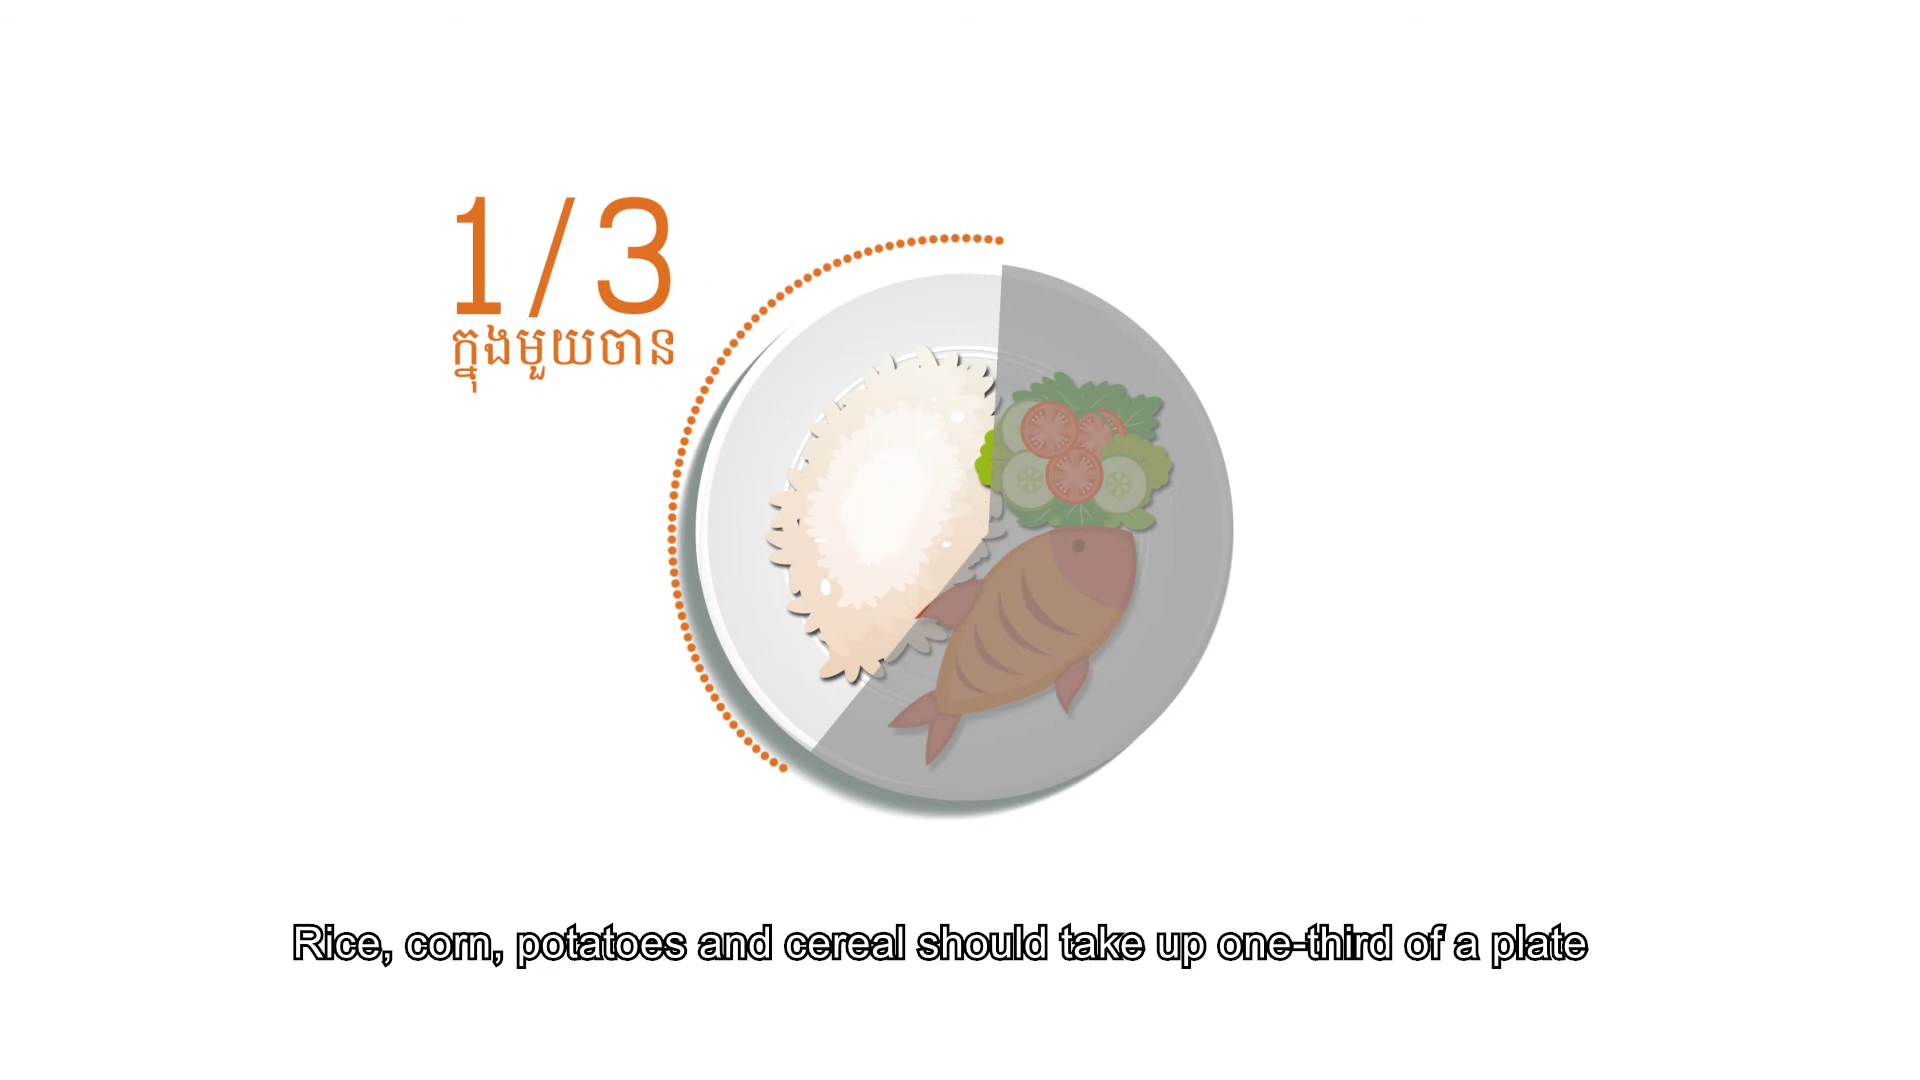 1/3
ក្នុងមួយចាន
Rice, corn, potatoes and cereal should take up one-third of a plate